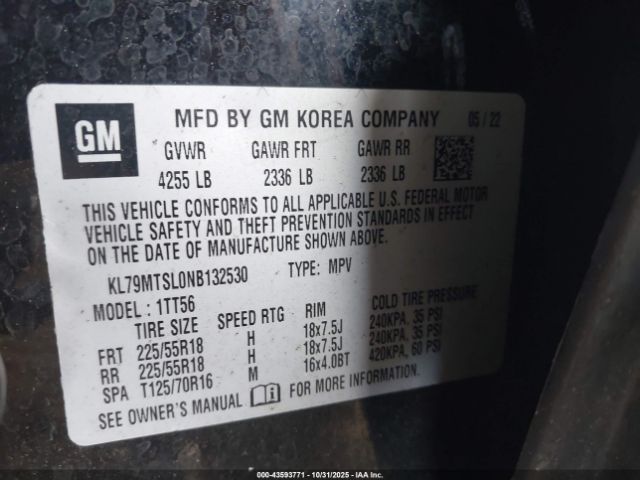 GM
MFD BY GM KOREA COMPANY 05 / 22
GVWR GAWR FRT GAWR RR
4255 LB 2336 LB 2336 LB
THIS VEHICLE CONFORMS TO ALL APPLICABLE U.S. FEDERAL MOTOR
VEHICLE SAFETY AND THEFT PREVENTION STANDARDS IN EFFECT
ON THE DATE OF MANUFACTURE SHOWN ABOVE.
KL79MTSL0NB132530 TYPE: MPV
MODEL : 1TT56
TIRE SIZE SPEED RTG RIM COLD TIRE PRESSURE
FRT 225/55R18 H 18x7.5J 240KPA, 35 PSI
RR 225/55R18 H 18x7.5J 240KPA, 35 PSI
SPA T125/70R16 M 16x4.0BT 420KPA, 60 PSI
SEE OWNER'S MANUAL FOR MORE INFORMATION.
000-43593771 - 10/31/2025 - IAAI, Inc.